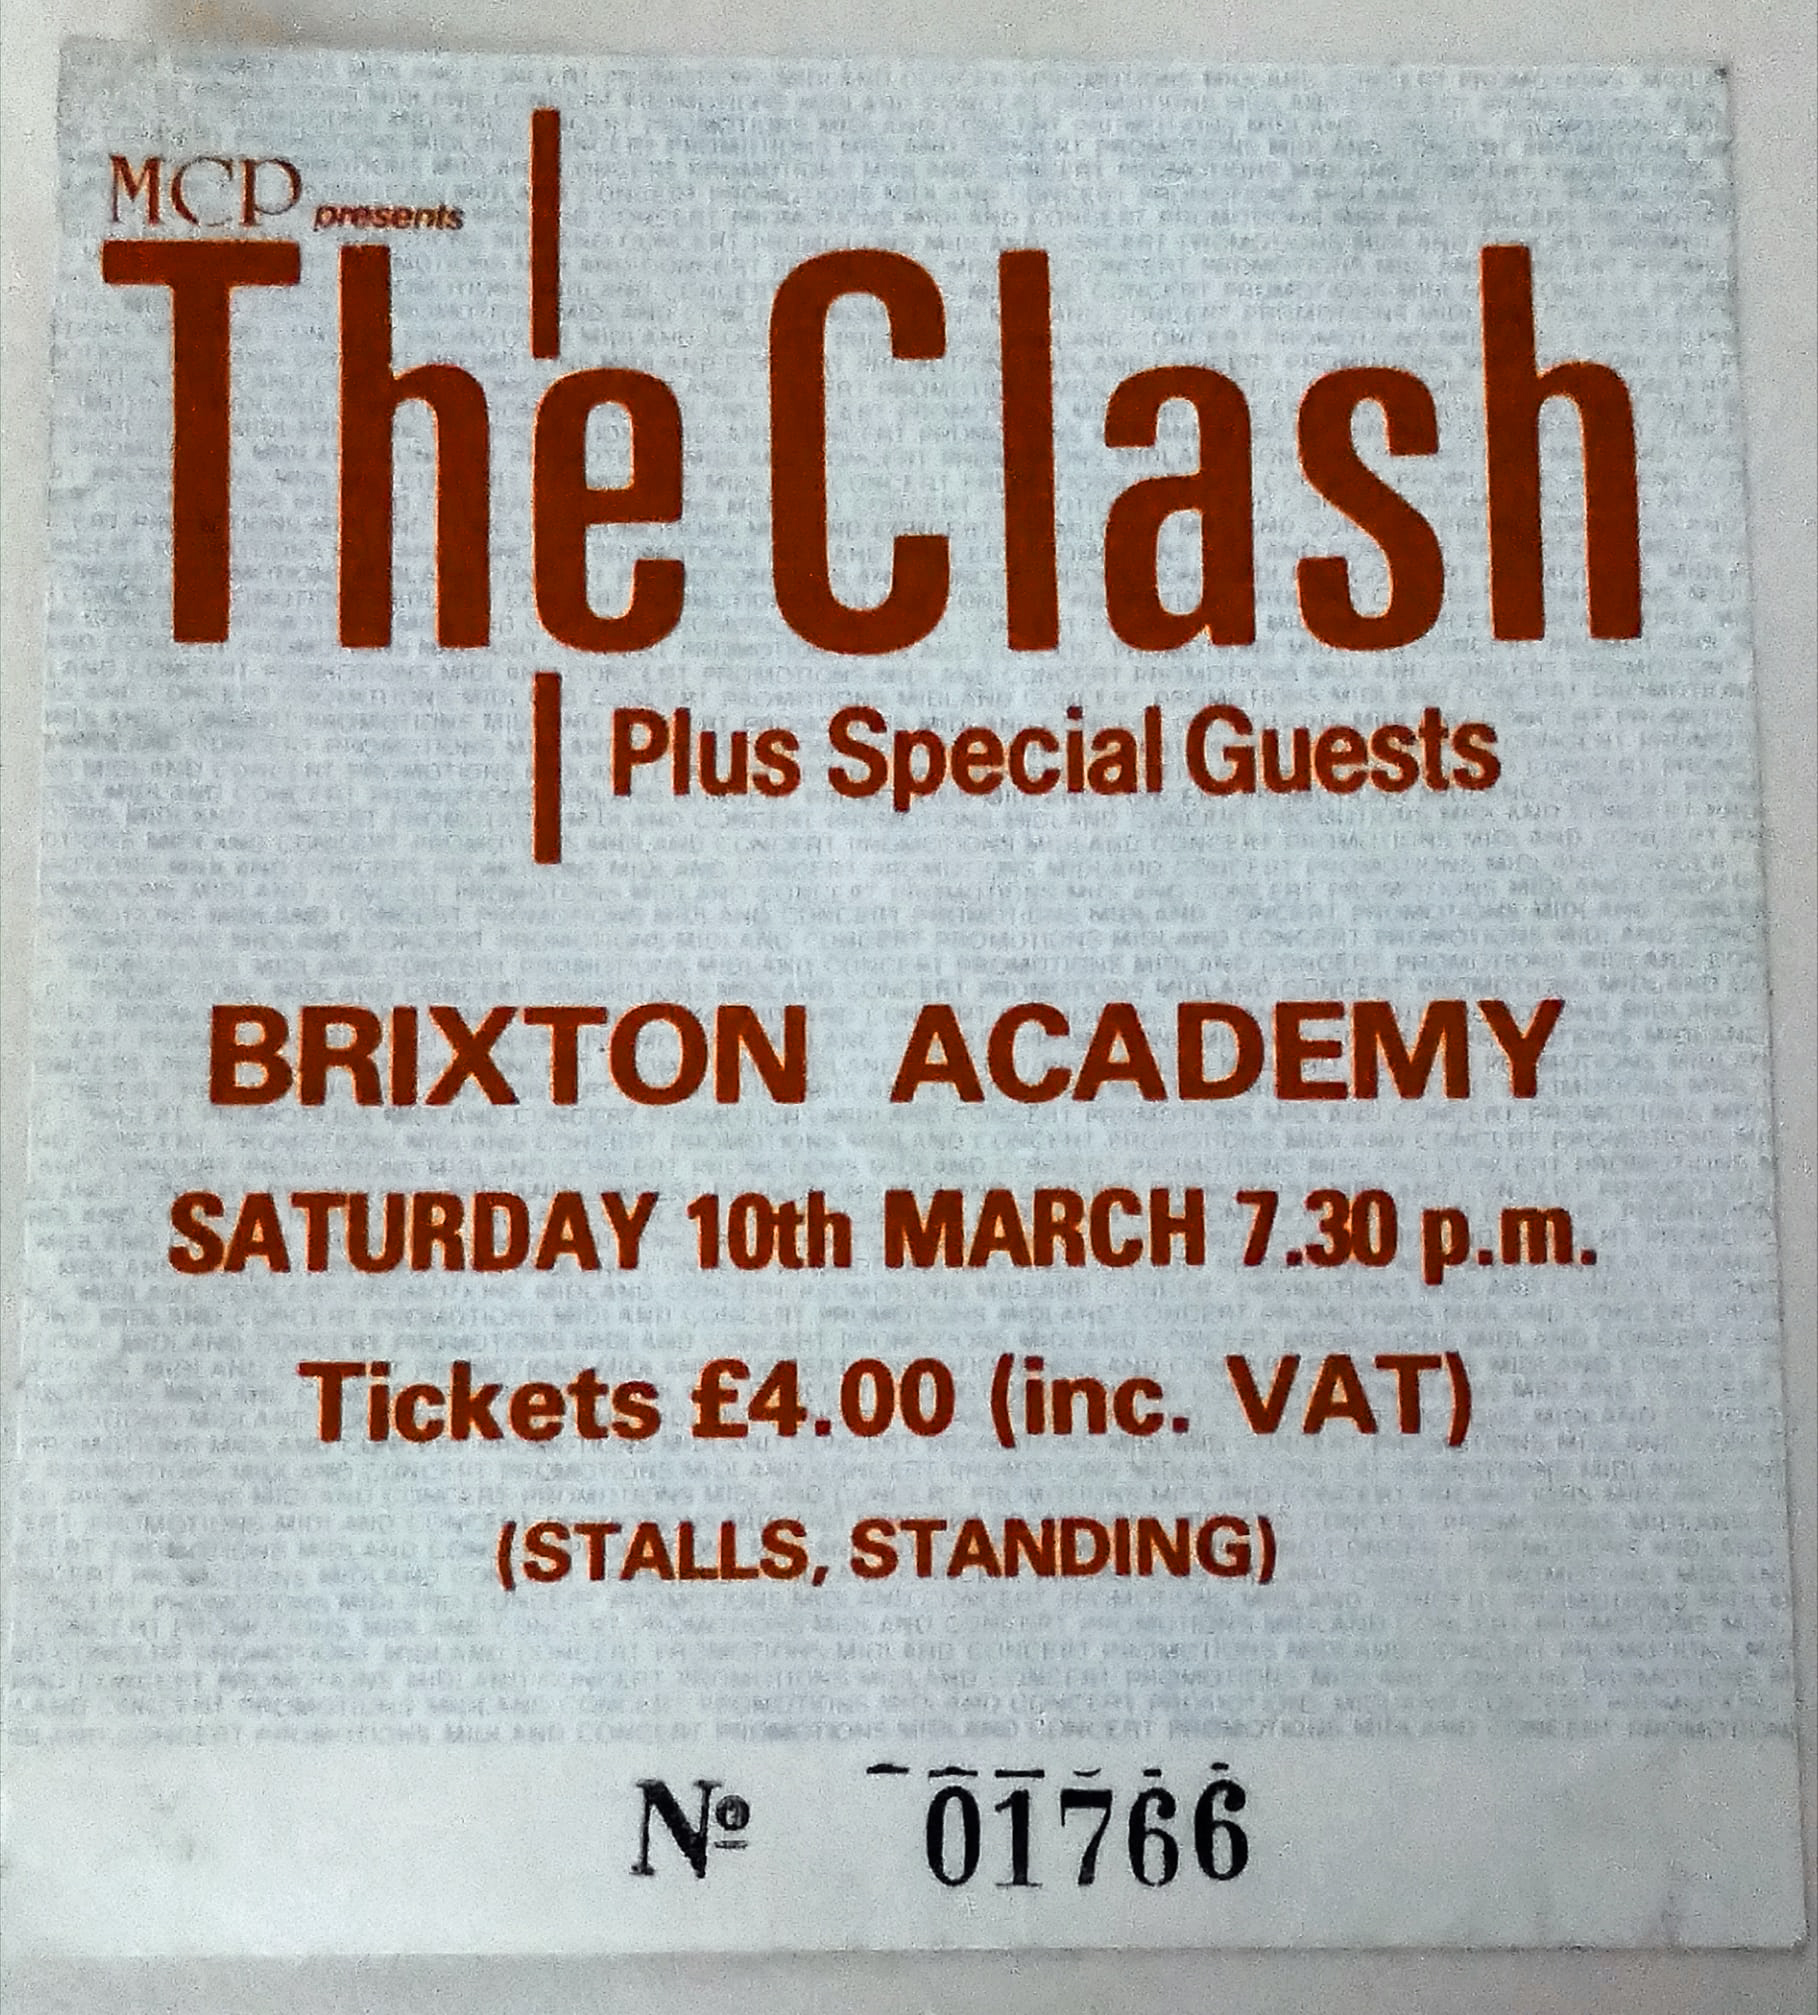 MCP presents
The Clash
Plus Special Guests
BRIXTON ACADEMY
SATURDAY 10th MARCH 7.30 p.m.
Tickets £4.00 (inc. VAT)
(STALLS, STANDING)
Nº 01766